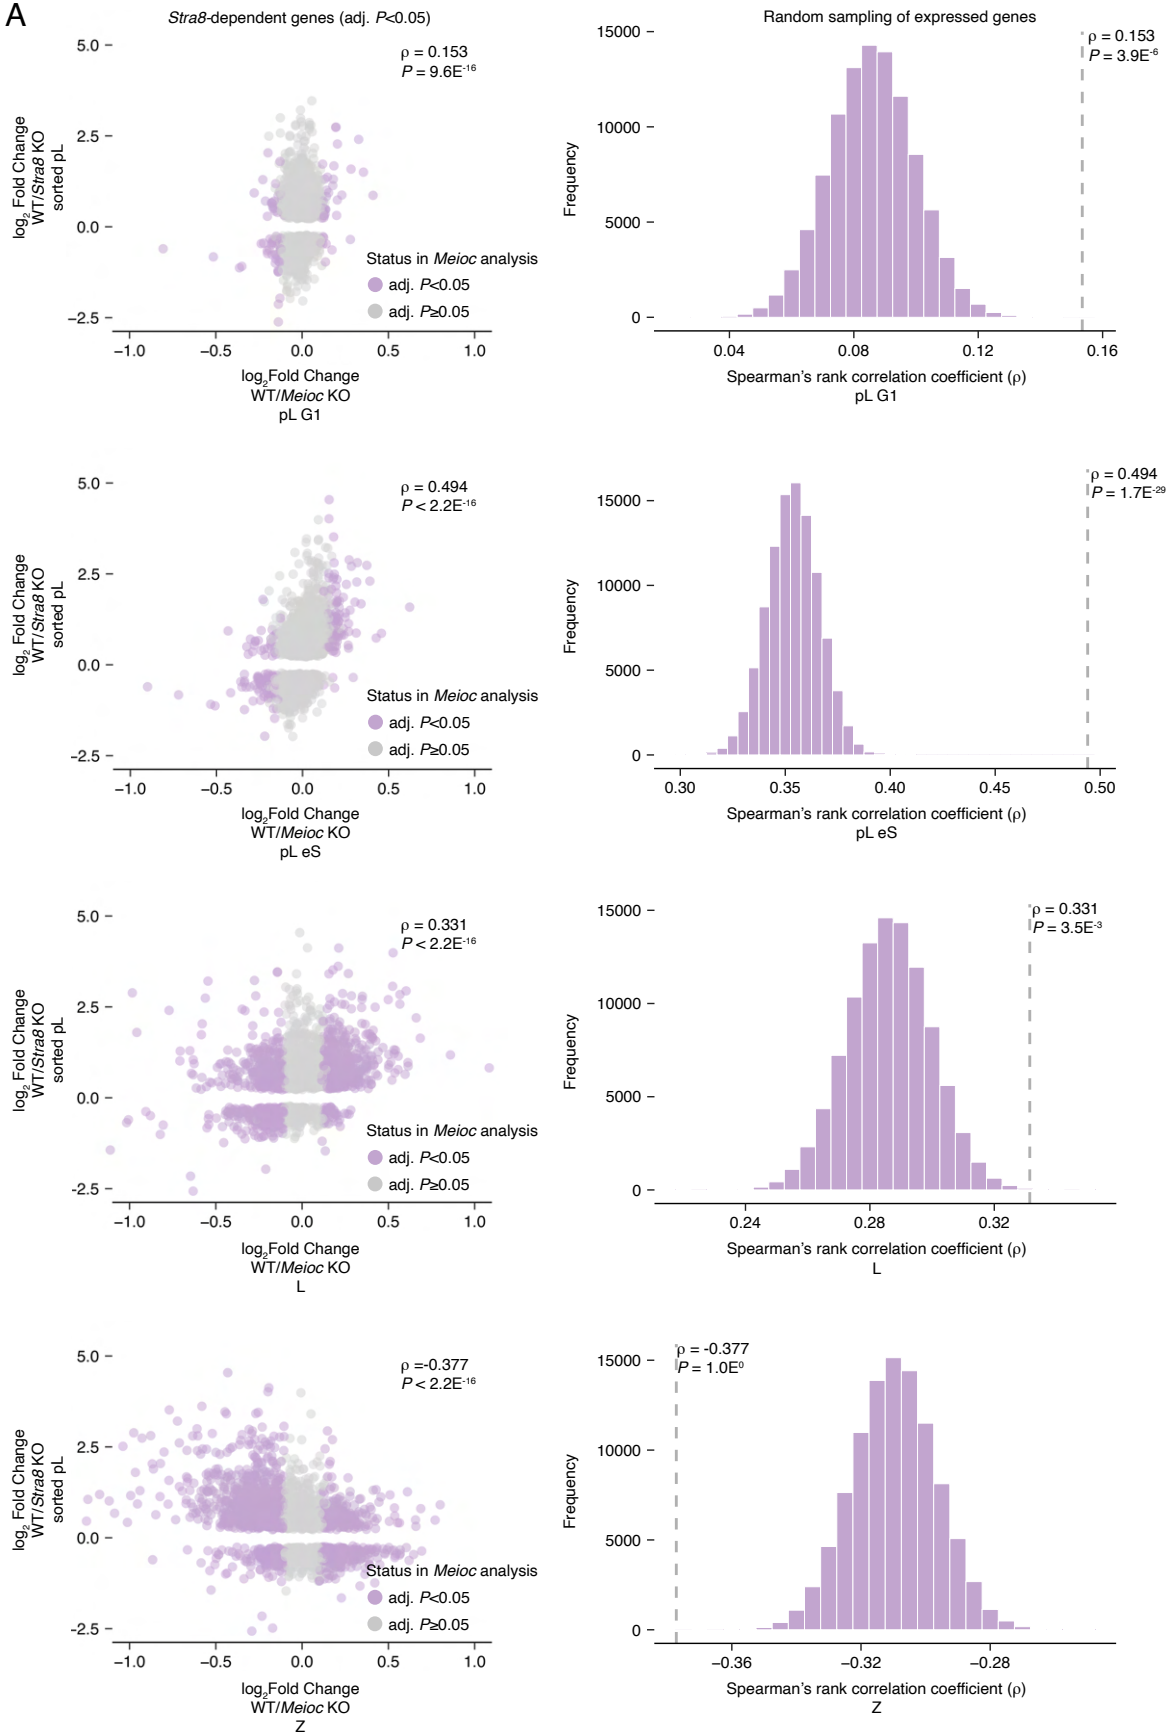 A
Stra8-dependent genes (adj. P<0.05)
5.0
2.5
0.0
−2.5
log2 Fold Change
WT/Stra8 KO
sorted pL
ρ = 0.153
P = 9.6E-16
Status in Meioc analysis
adj. P<0.05
adj. P≥0.05
−1.0
−0.5
0.0
0.5
1.0
log2Fold Change
WT/Meioc KO
pL G1
Random sampling of expressed genes
15000
10000
5000
0
Frequency
ρ = 0.153
P = 3.9E-6
0.04
0.08
0.12
0.16
Spearman's rank correlation coefficient (ρ)
pL G1
5.0
2.5
0.0
−2.5
log2 Fold Change
WT/Stra8 KO
sorted pL
ρ = 0.494
P < 2.2E-16
Status in Meioc analysis
adj. P<0.05
adj. P≥0.05
−1.0
−0.5
0.0
0.5
1.0
log2Fold Change
WT/Meioc KO
pL eS
15000
10000
5000
0
Frequency
ρ = 0.494
P = 1.7E-29
0.30
0.35
0.40
0.45
0.50
Spearman's rank correlation coefficient (ρ)
pL eS
5.0
2.5
0.0
-2.5
log2 Fold Change
WT/Stra8 KO
sorted pL
ρ = 0.331
P < 2.2E-16
Status in Meioc analysis
adj. P<0.05
adj. P≥0.05
−1.0
−0.5
0.0
0.5
1.0
log2Fold Change
WT/Meioc KO
L
15000
10000
5000
0
Frequency
ρ = 0.331
P = 3.5E-3
0.24
0.28
0.32
Spearman's rank correlation coefficient (ρ)
L
5.0
2.5
0.0
−2.5
log2 Fold Change
WT/Stra8 KO
sorted pL
ρ =-0.377
P < 2.2E-16
Status in Meioc analysis
adj. P<0.05
adj. P≥0.05
−1.0
−0.5
0.0
0.5
1.0
log2Fold Change
WT/Meioc KO
Z
15000
10000
5000
0
Frequency
ρ = -0.377
P = 1.0E0
−0.36
−0.32
−0.28
Spearman's rank correlation coefficient (ρ)
Z